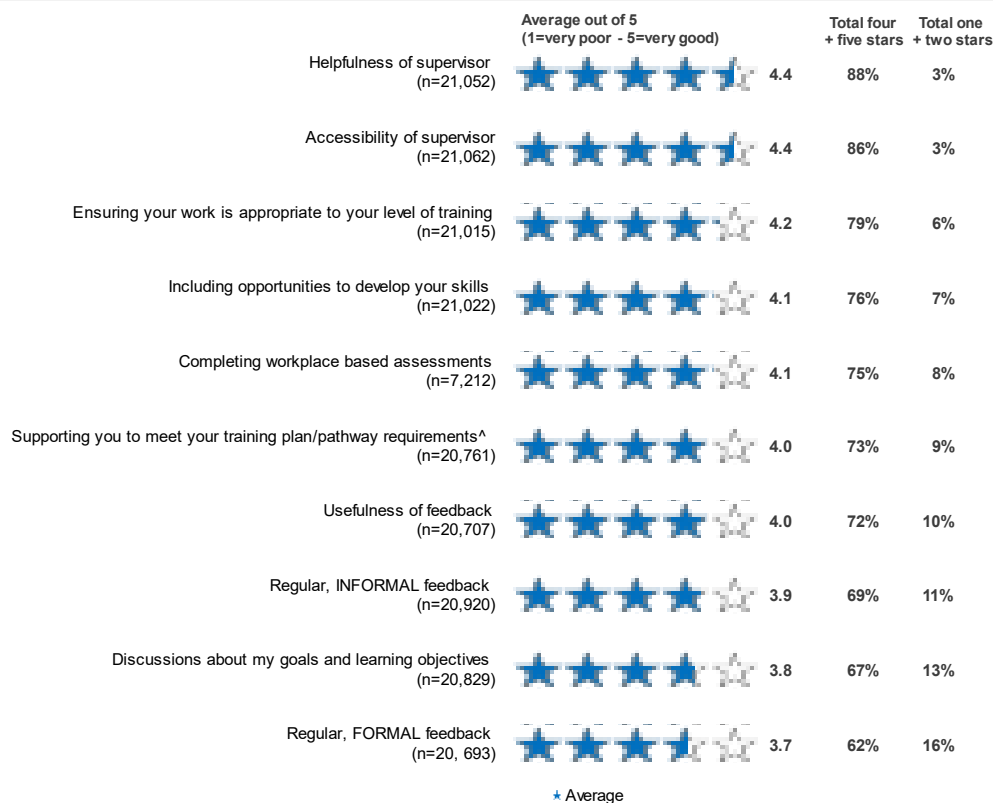 Average out of 5
(1=very poor - 5=very good)
Total four
+ five stars
Total one
+ two stars
Helpfulness of supervisor
(n=21,052)
4.4 88% 3%
Accessibility of supervisor
(n=21,062)
4.4 86% 3%
Ensuring your work is appropriate to your level of training
(n=21,015)
4.2 79% 6%
Including opportunities to develop your skills
(n=21,022)
4.1 76% 7%
Completing workplace based assessments
(n=7,212)
4.1 75% 8%
Supporting you to meet your training plan/pathway requirements^
(n=20,761)
4.0 73% 9%
Usefulness of feedback
(n=20,707)
4.0 72% 10%
Regular, INFORMAL feedback
(n=20,920)
3.9 69% 11%
Discussions about my goals and learning objectives
(n=20,829)
3.8 67% 13%
Regular, FORMAL feedback
(n=20, 693)
3.7 62% 16%
Average